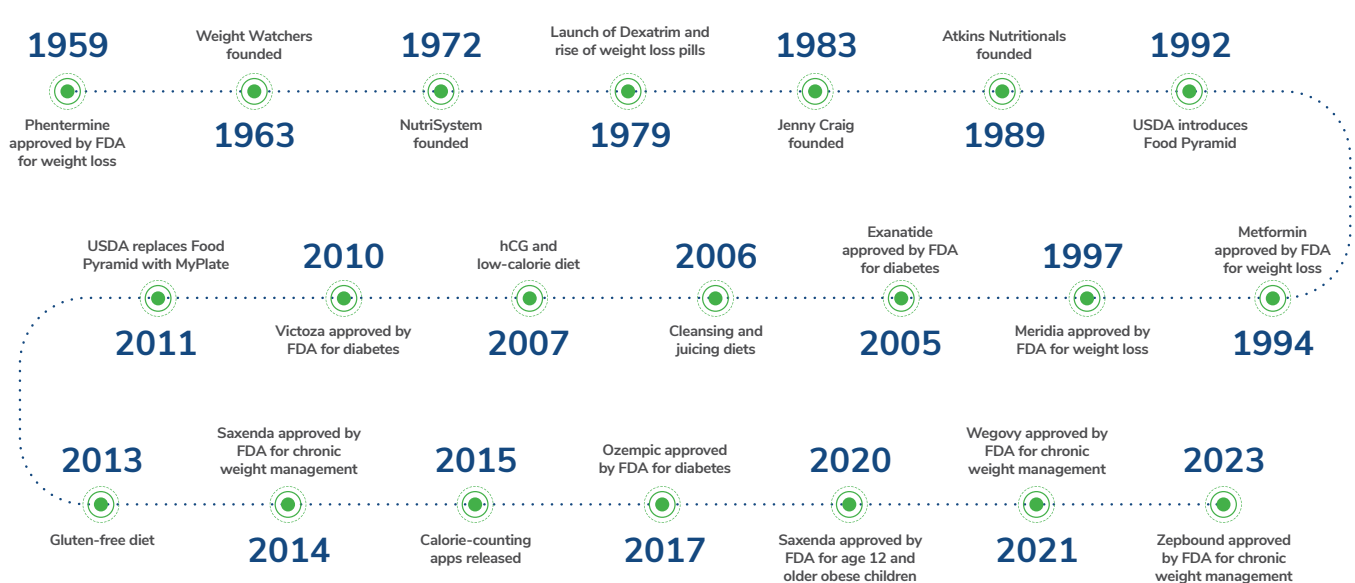 1959
Phentermine
approved by FDA
for weight loss
Weight Watchers
founded
1963
1972
NutriSystem
founded
Launch of Dexatrim and
rise of weight loss pills
1979
1983
Jenny Craig
founded
Atkins Nutritionals
founded
1989
1992
USDA introduces
Food Pyramid
Metformin
approved by FDA
for weight loss
1994
1997
Meridia approved by
FDA for weight loss
Exanatide
approved by FDA
for diabetes
2005
2006
Cleansing and
juicing diets
hCG and
low-calorie diet
2007
2010
Victoza approved by
FDA for diabetes
USDA replaces Food
Pyramid with MyPlate
2011
2013
Gluten-free diet
Saxenda approved by
FDA for chronic
weight management
2014
2015
Calorie-counting
apps released
Ozempic approved
by FDA for diabetes
2017
2020
Saxenda approved by
FDA for age 12 and
older obese children
Wegovy approved by
FDA for chronic
weight management
2021
2023
Zepbound approved
by FDA for chronic
weight management